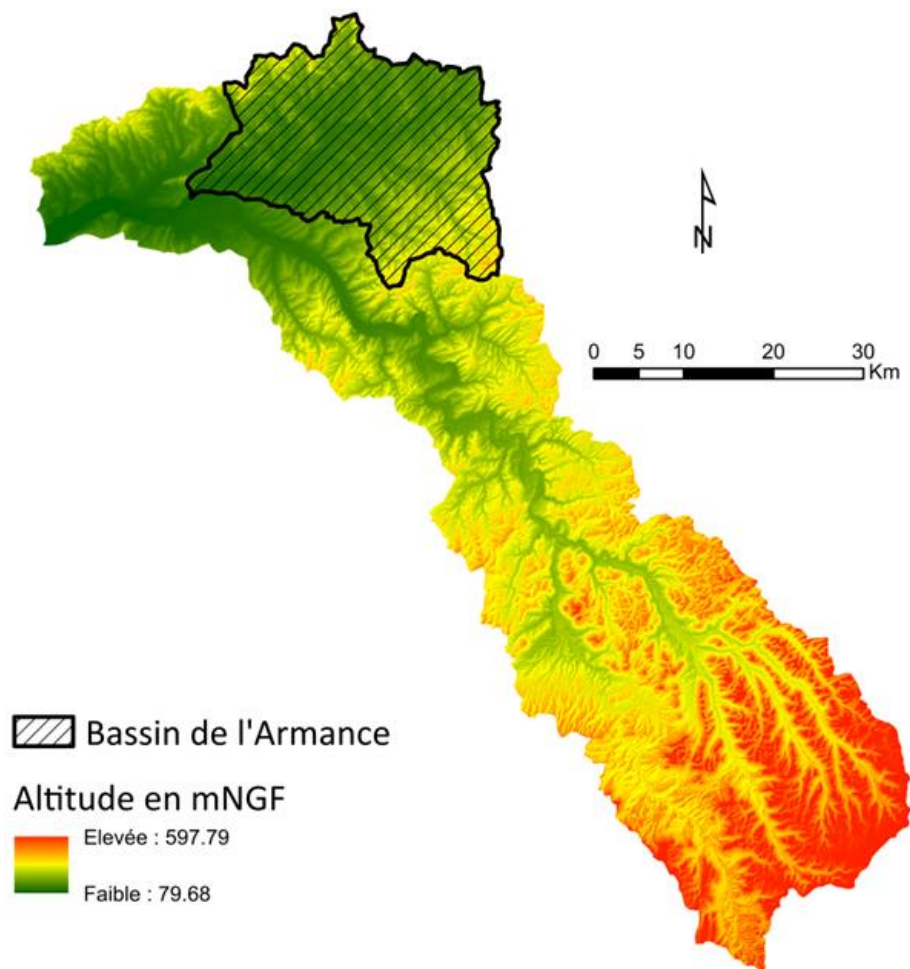 N
0 5 10 20 30
Km
Bassin de l'Armance
Altitude en mNGF
Elevée : 597.79
Faible : 79.68